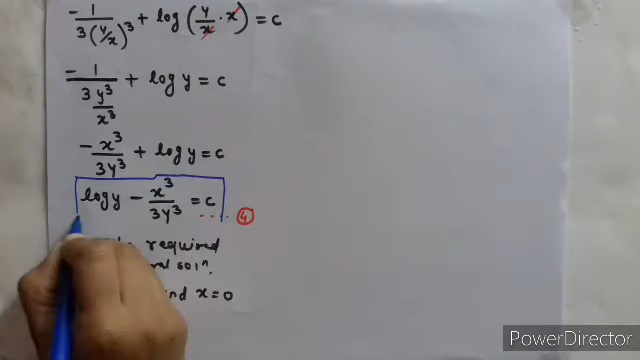 - 1/(3(y/x)^3) + log(y/x · x) = c
- 1/(3y^3/x^3) + log y = c
- x^3/3y^3 + log y = c
log y - x^3/3y^3 = c ..... 4
required
sol^n.
x = 0
PowerDirector